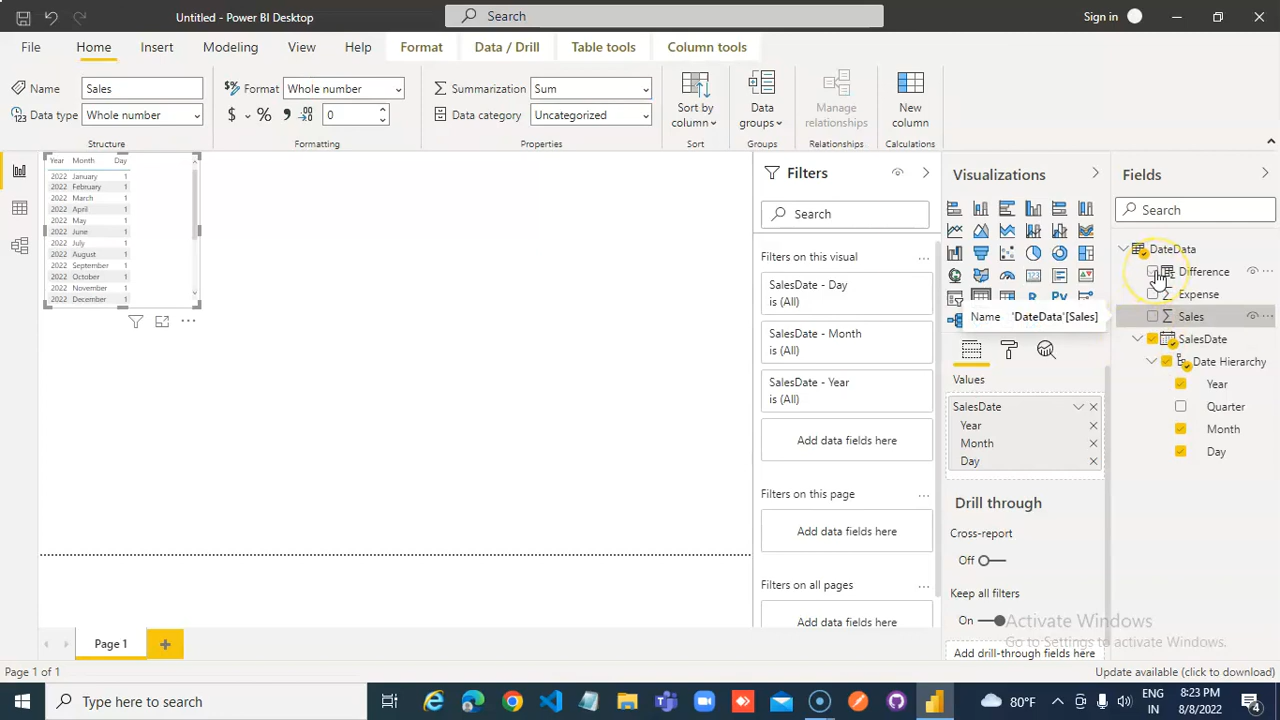 Untitled - Power BI Desktop
Search
Sign in
File
Home
Insert
Modeling
View
Help
Format
Data / Drill
Table tools
Column tools
Name
Sales
Data type
Whole number
Structure
Format
Whole number
$
%
0
Formatting
Summarization
Sum
Data category
Uncategorized
Properties
Sort by
column
Sort
Data
groups
Groups
Manage
relationships
Relationships
New
column
Calculations
Year Month Day
2022 January 1
2022 February 1
2022 March 1
2022 April 1
2022 May 1
2022 June 1
2022 July 1
2022 August 1
2022 September 1
2022 October 1
2022 November 1
2022 December 1
Filters
Search
Filters on this visual
SalesDate - Day
is (All)
SalesDate - Month
is (All)
SalesDate - Year
is (All)
Add data fields here
Filters on this page
Add data fields here
Filters on all pages
Add data fields here
Visualizations
R
Py
Name 'DateData'[Sales]
Values
SalesDate
Year
Month
Day
Drill through
Cross-report
Off
Keep all filters
On
Add drill-through fields here
Fields
Search
DateData
Difference
Expense
Sales
SalesDate
Date Hierarchy
Year
Quarter
Month
Day
Activate Windows
Go to Settings to activate Windows.
Page 1
Page 1 of 1
Update available (click to download)
Type here to search
80°F
ENG
IN
8:23 PM
8/8/2022
4